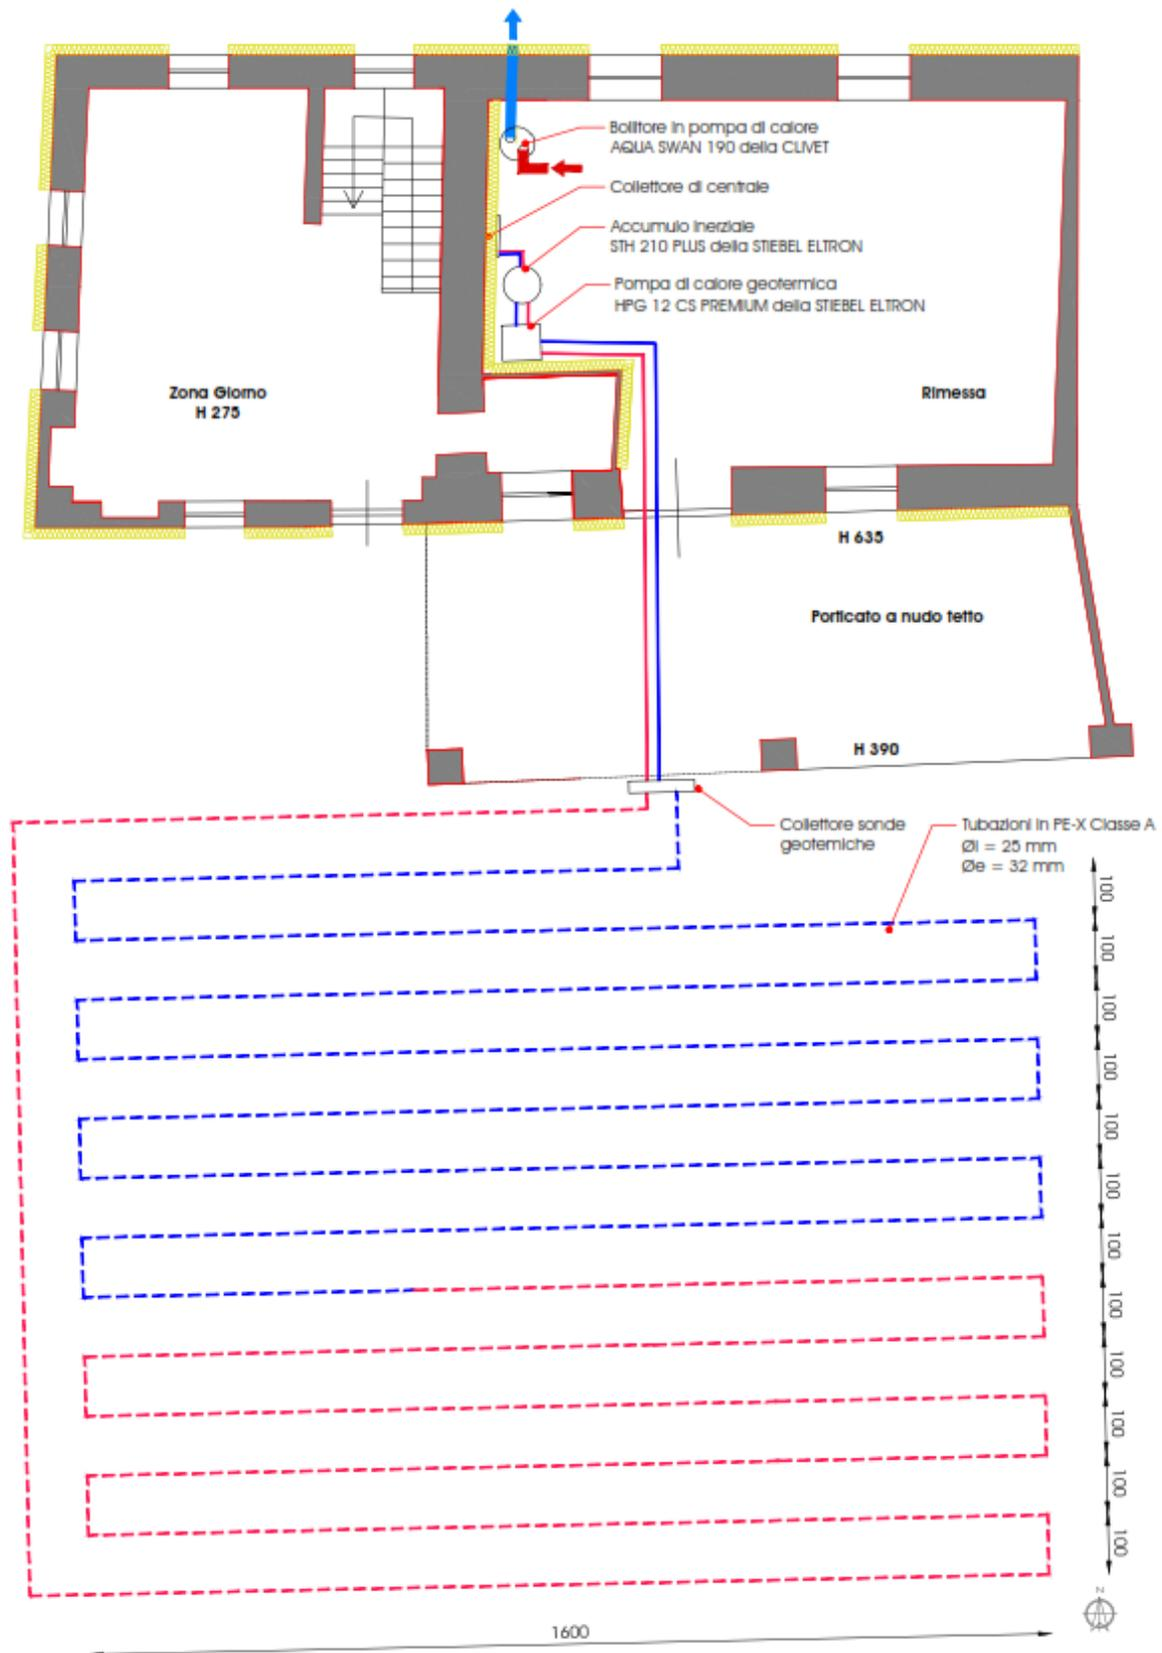 Bollitore in pompa di calore
AQUA SWAN 190 della CLIVET
Collettore di centrale
Accumulo inerziale
STH 210 PLUS della STIEBEL ELTRON
Pompa di calore geotermica
HPG 12 CS PREMIUM della STIEBEL ELTRON
Zona Giorno
H 275
Rimessa
H 635
Porticato a nudo tetto
H 390
Collettore sonde
geotemiche
Tubazioni in PE-X Classe A
Øi = 25 mm
Øe = 32 mm
100
100
100
100
100
100
100
100
100
100
100
100
N
1600